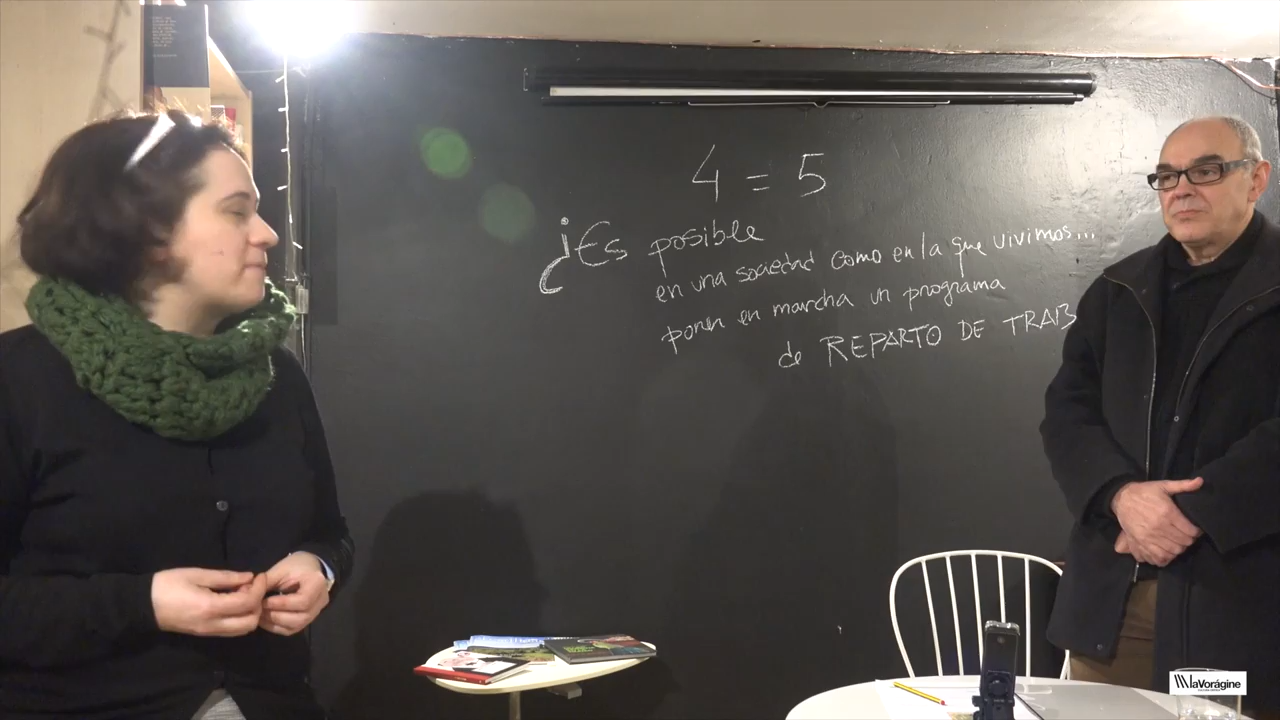 4 = 5
¿Es posible
en una sociedad como en la que vivimos...
poner en marcha un programa
de REPARTO DE TRAB
laVorágine